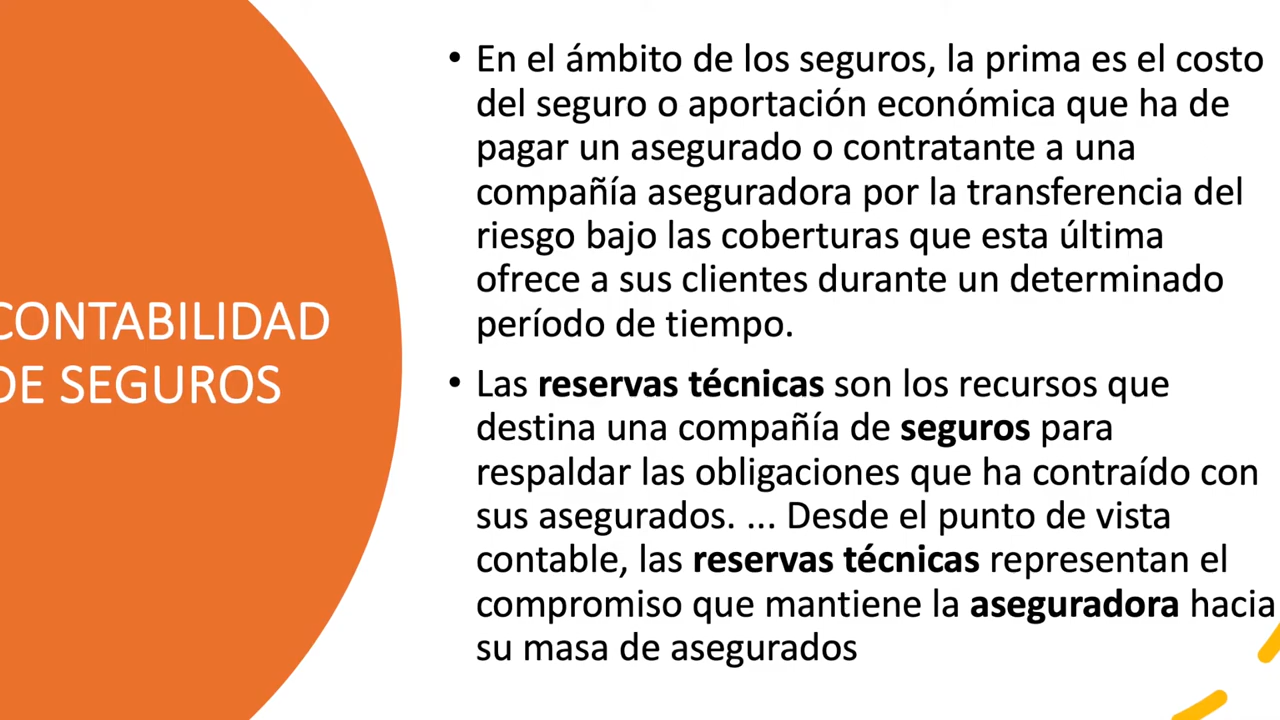 CONTABILIDAD
DE SEGUROS
• En el ámbito de los seguros, la prima es el costo
del seguro o aportación económica que ha de
pagar un asegurado o contratante a una
compañía aseguradora por la transferencia del
riesgo bajo las coberturas que esta última
ofrece a sus clientes durante un determinado
período de tiempo.
• Las reservas técnicas son los recursos que
destina una compañía de seguros para
respaldar las obligaciones que ha contraído con
sus asegurados. ... Desde el punto de vista
contable, las reservas técnicas representan el
compromiso que mantiene la aseguradora hacia
su masa de asegurados